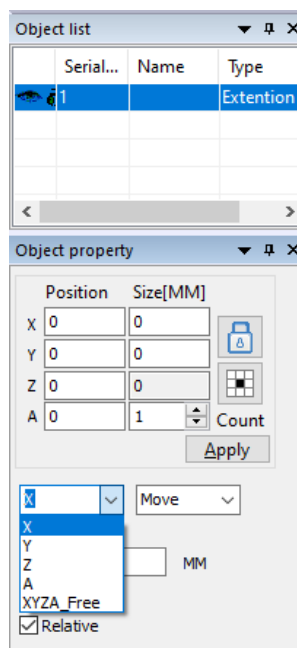 Object list
Serial... Name Type
1 Extention
Object property
Position Size[MM]
X 0 0
Y 0 0
Z 0 0
A 0 1 Count
Apply
X Move
X
Y
Z MM
A
XYZA_Free
Relative